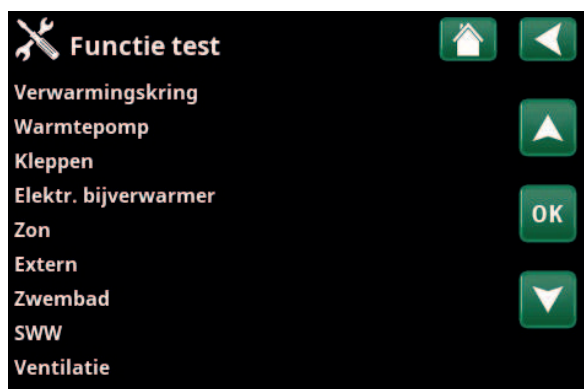 Functie test
Verwarmingskring
Warmtepomp
Kleppen
Elektr. bijverwarmer
OK
Zon
Extern
Zwembad
SWW
Ventilatie